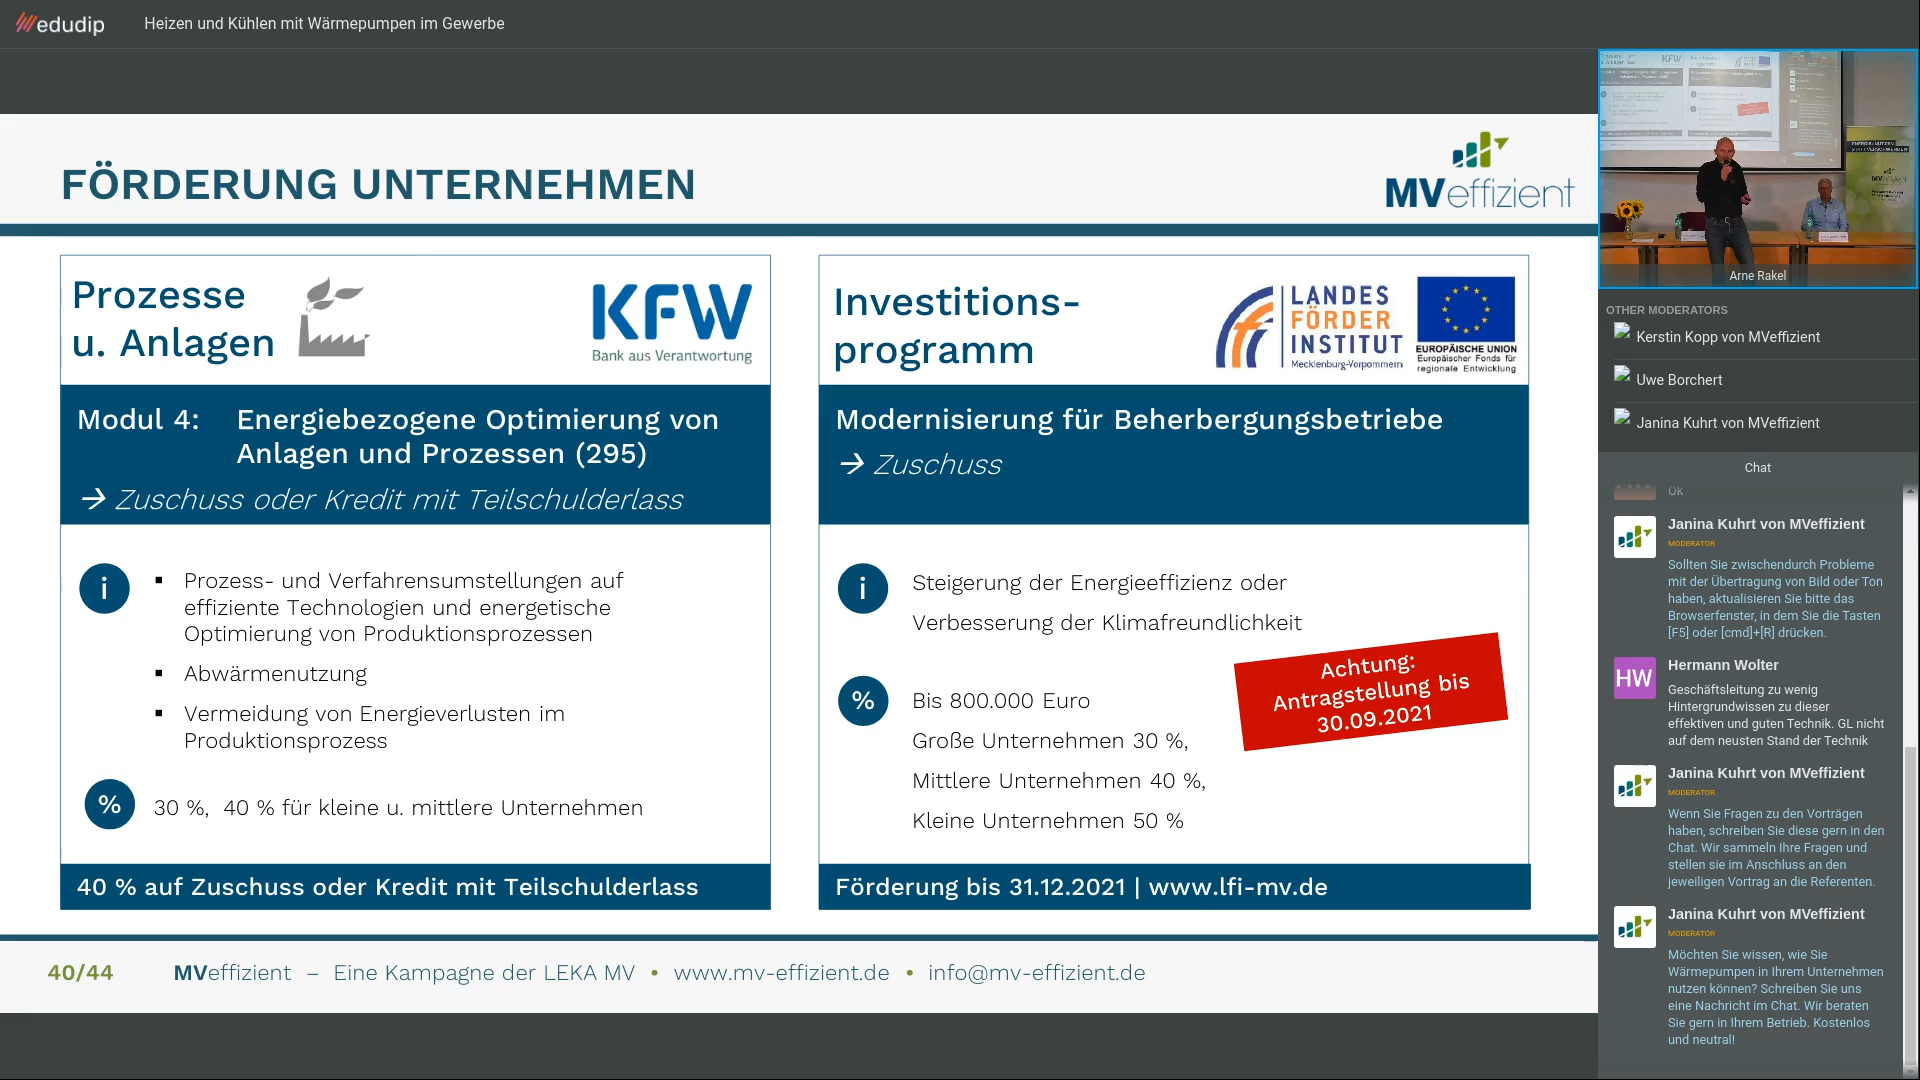 edudip
Heizen und Kühlen mit Wärmepumpen im Gewerbe
FÖRDERUNG UNTERNEHMEN
MVeffizient
Prozesse
u. Anlagen
KFW
Bank aus Verantwortung
Modul 4: Energiebezogene Optimierung von
Anlagen und Prozessen (295)
→ Zuschuss oder Kredit mit Teilschulderlass
i
▪ Prozess- und Verfahrensumstellungen auf
effiziente Technologien und energetische
Optimierung von Produktionsprozessen
▪ Abwärmenutzung
▪ Vermeidung von Energieverlusten im
Produktionsprozess
% 30 %, 40 % für kleine u. mittlere Unternehmen
40 % auf Zuschuss oder Kredit mit Teilschulderlass
Investitions-
programm
LANDES
FÖRDER
INSTITUT
Mecklenburg-Vorpommern
EUROPÄISCHE UNION
Europäischer Fonds für
regionale Entwicklung
Modernisierung für Beherbergungsbetriebe
→ Zuschuss
i
Steigerung der Energieeffizienz oder
Verbesserung der Klimafreundlichkeit
Achtung:
Antragstellung bis
30.09.2021
%
Bis 800.000 Euro
Große Unternehmen 30 %,
Mittlere Unternehmen 40 %,
Kleine Unternehmen 50 %
Förderung bis 31.12.2021 | www.lfi-mv.de
40/44
MVeffizient – Eine Kampagne der LEKA MV • www.mv-effizient.de • info@mv-effizient.de
KFW
MVeffizient
Arne Rakel
OTHER MODERATORS
Kerstin Kopp von MVeffizient
Uwe Borchert
Janina Kuhrt von MVeffizient
Chat
Ok
Janina Kuhrt von MVeffizient
MODERATOR
Sollten Sie zwischendurch Probleme
mit der Übertragung von Bild oder Ton
haben, aktualisieren Sie bitte das
Browserfenster, in dem Sie die Tasten
[F5] oder [cmd]+[R] drücken.
HW
Hermann Wolter
Geschäftsleitung zu wenig
Hintergrundwissen zu dieser
effektiven und guten Technik. GL nicht
auf dem neusten Stand der Technik
Janina Kuhrt von MVeffizient
MODERATOR
Wenn Sie Fragen zu den Vorträgen
haben, schreiben Sie diese gern in den
Chat. Wir sammeln Ihre Fragen und
stellen sie im Anschluss an den
jeweiligen Vortrag an die Referenten.
Janina Kuhrt von MVeffizient
MODERATOR
Möchten Sie wissen, wie Sie
Wärmepumpen in Ihrem Unternehmen
nutzen können? Schreiben Sie uns
eine Nachricht im Chat. Wir beraten
Sie gern in Ihrem Betrieb. Kostenlos
und neutral!